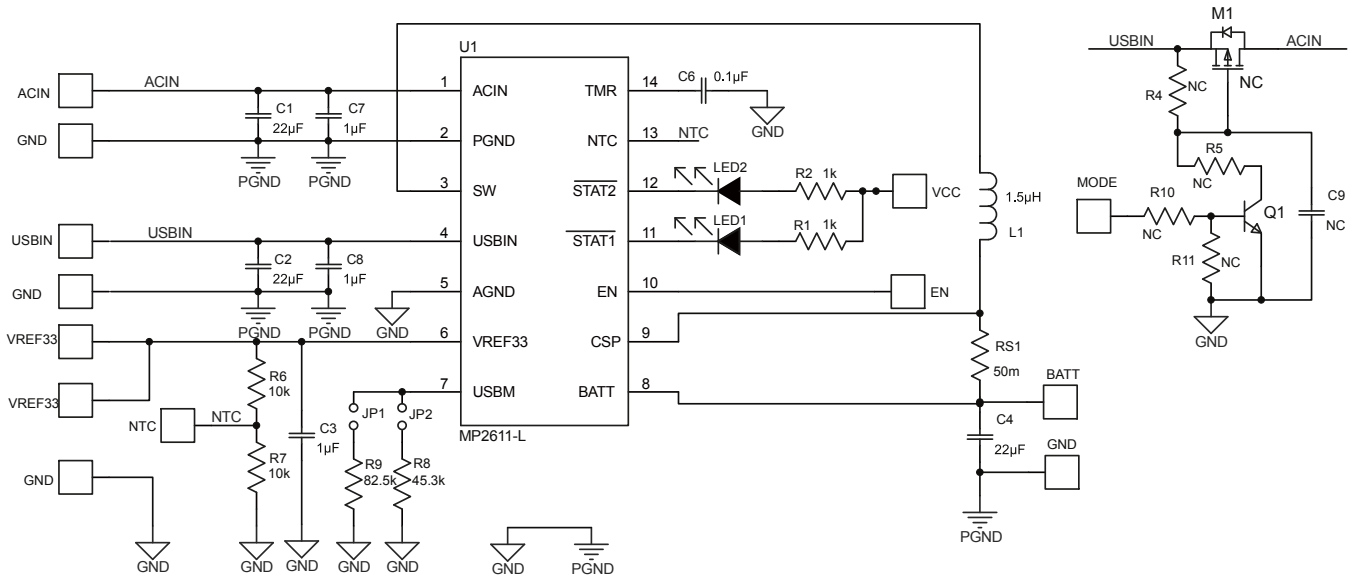 U1
ACIN
ACIN
GND
C1
22µF
C7
1µF
PGND
PGND
1
ACIN
2
PGND
3
SW
4
USBIN
5
AGND
6
VREF33
7
USBM
14
TMR
13
NTC
12
STAT2
11
STAT1
10
EN
9
CSP
8
BATT
MP2611-L
C6
0.1µF
GND
NTC
LED2
R2 1k
LED1
R1 1k
VCC
EN
1.5µH
L1
RS1
50m
BATT
C4
22µF
GND
PGND
USBIN
USBIN
GND
C2
22µF
C8
1µF
PGND
PGND
GND
VREF33
VREF33
NTC
NTC
R6
10k
R7
10k
C3
1µF
JP1
JP2
R9
82.5k
R8
45.3k
GND
GND
GND
GND
GND
GND
GND
PGND
M1
USBIN
ACIN
NC
R4
NC
R5
NC
MODE
R10
NC
Q1
R11
NC
C9
NC
GND